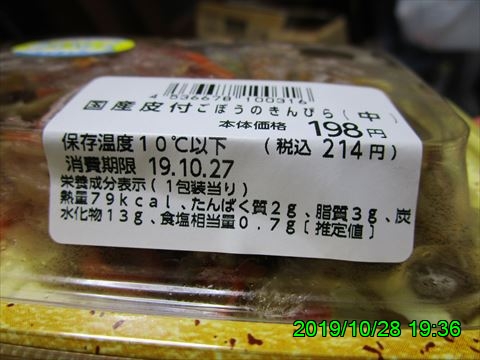 4535678 100316
国産皮付ごぼうのきんぴら(中)
本体価格 198円
保存温度10℃以下 (税込 214円)
消費期限 19.10.27
栄養成分表示(1包装当り)
熱量79kcal、たんぱく質2g、脂質3g、炭
水化物13g、食塩相当量0.7g[推定値]
2019/10/28 19:36